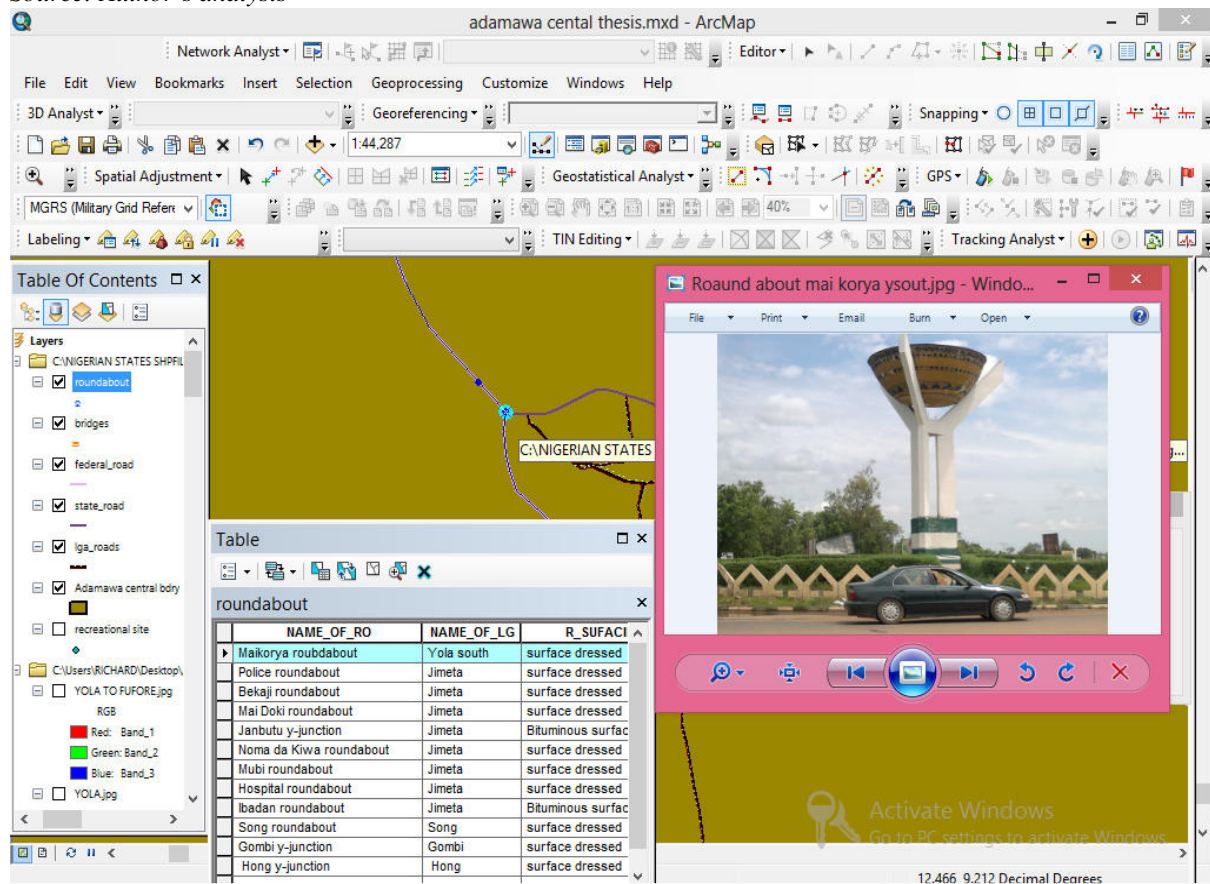 Source: Author's analysis
adamawa cental thesis.mxd - ArcMap
Network Analyst
Editor
File Edit View Bookmarks Insert Selection Geoprocessing Customize Windows Help
3D Analyst
Georeferencing
Snapping
1:44,287
Spatial Adjustment
Geostatistical Analyst
GPS
MGRS (Military Grid Refere
40%
Labeling
TIN Editing
Tracking Analyst
Table Of Contents
Layers
C:\NIGERIAN STATES SHPFIL
roundabout
bridges
federal_road
state_road
lga_roads
Adamawa central bdry
recreational site
C:\Users\RICHARD\Desktop\
YOLA TO FUFORE.jpg
RGB
Red: Band_1
Green: Band_2
Blue: Band_3
YOLA.jpg
C:\NIGERIAN STATES
Roaund about mai korya ysout.jpg - Windo...
File Print Email Burn Open
Table
roundabout
NAME_OF_RO NAME_OF_LG R_SUFACI
Maikorya roubdabout Yola south surface dressed
Police roundabout Jimeta surface dressed
Bekaji roundabout Jimeta surface dressed
Mai Doki roundabout Jimeta surface dressed
Janbutu y-junction Jimeta Bituminous surfac
Noma da Kiwa roundabout Jimeta surface dressed
Mubi roundabout Jimeta surface dressed
Hospital roundabout Jimeta surface dressed
Ibadan roundabout Jimeta Bituminous surfac
Song roundabout Song surface dressed
Gombi y-junction Gombi surface dressed
Hong y-junction Hong surface dressed
Activate Windows
Go to PC settings to activate Windows.
12.466 9.212 Decimal Degrees